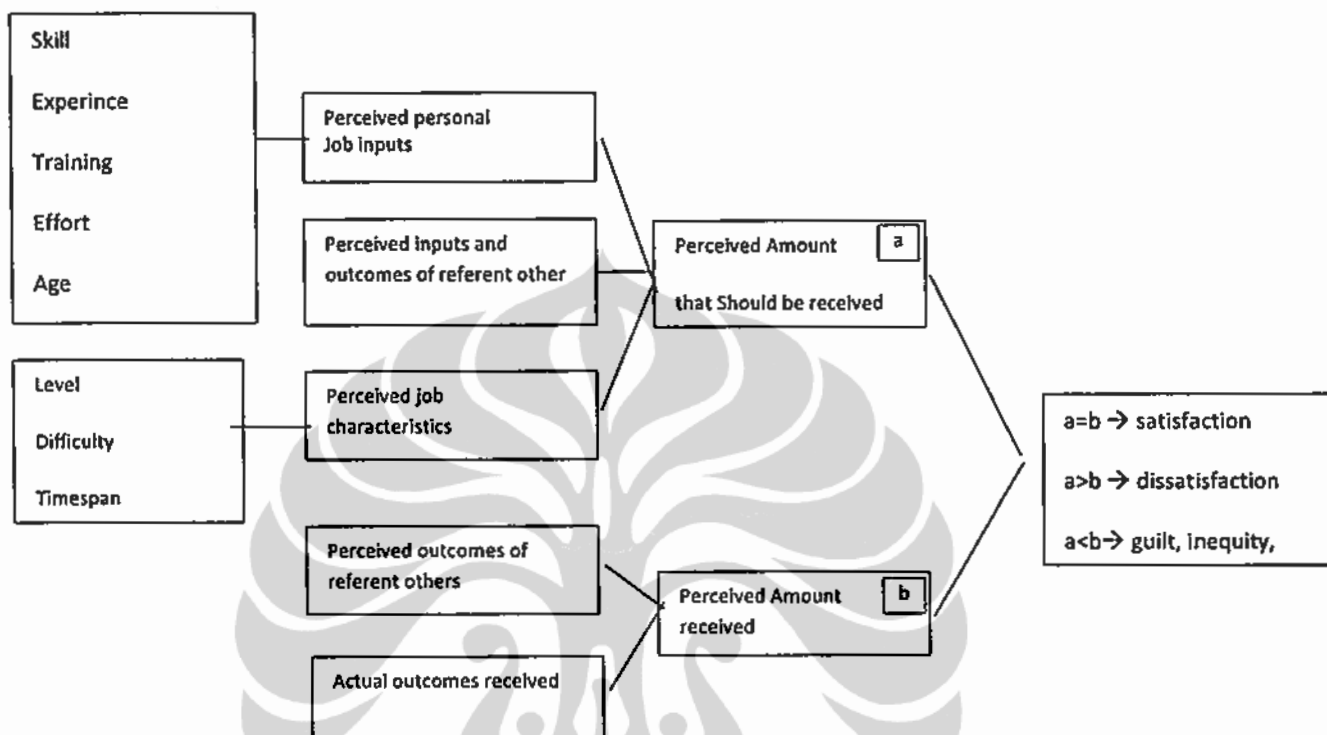 Skill
Experince
Training
Effort
Age
Perceived personal
Job inputs
Perceived inputs and
outcomes of referent other
Perceived Amount
a
that Should be received
Level
Difficulty
Timespan
Perceived job
characteristics
a=b → satisfaction
a>b → dissatisfaction
a<b→ guilt, inequity,
Perceived outcomes of
referent others
Perceived Amount
b
received
Actual outcomes received